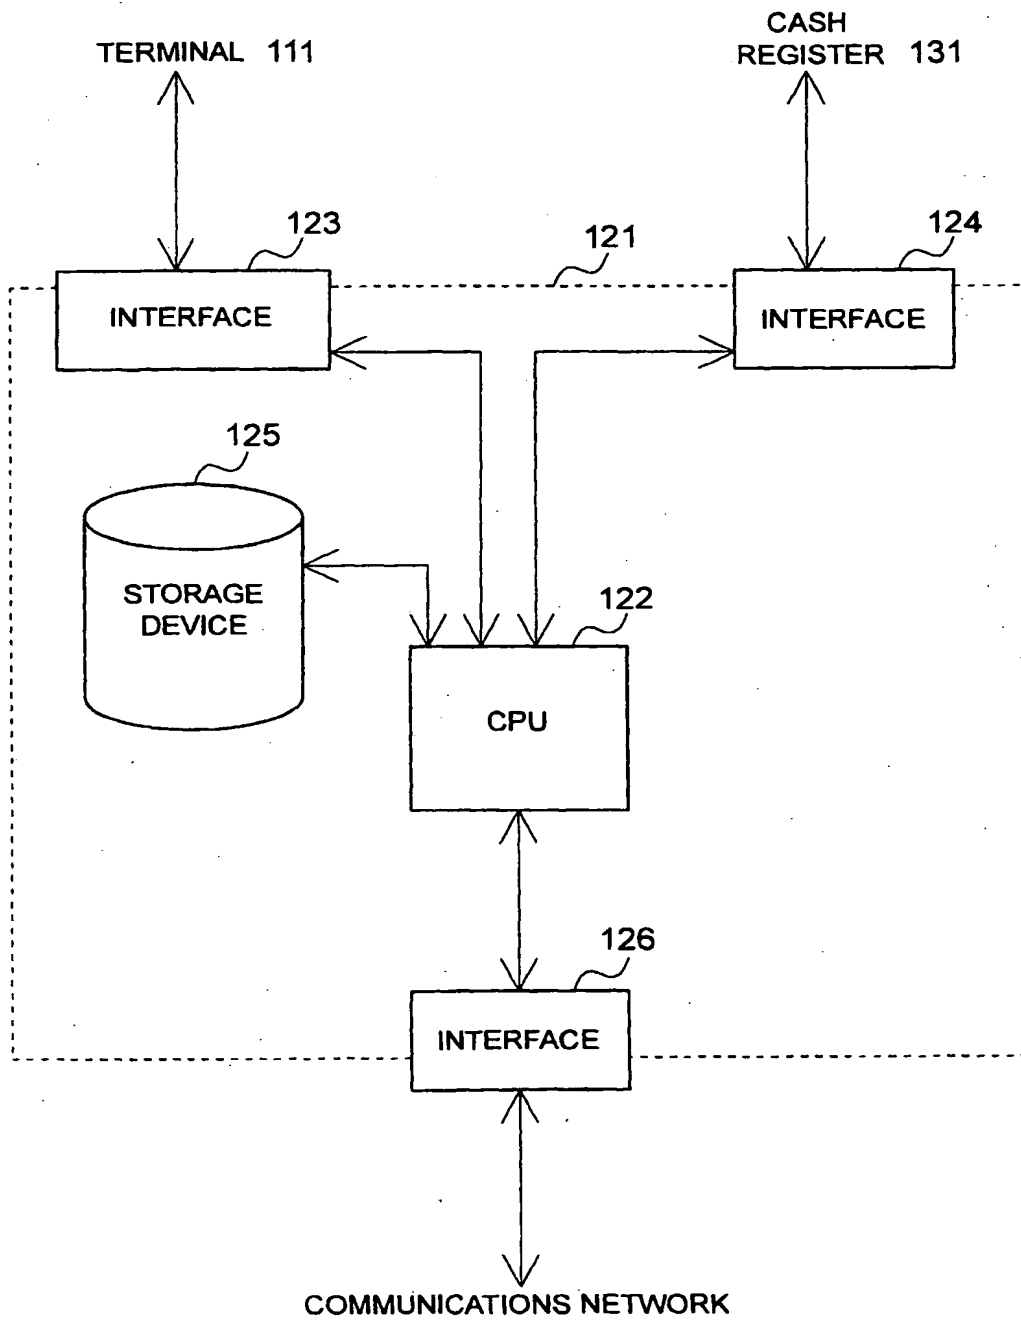 TERMINAL 111
CASH
REGISTER 131
123
121
124
INTERFACE
INTERFACE
125
STORAGE
DEVICE
122
CPU
126
INTERFACE
COMMUNICATIONS NETWORK